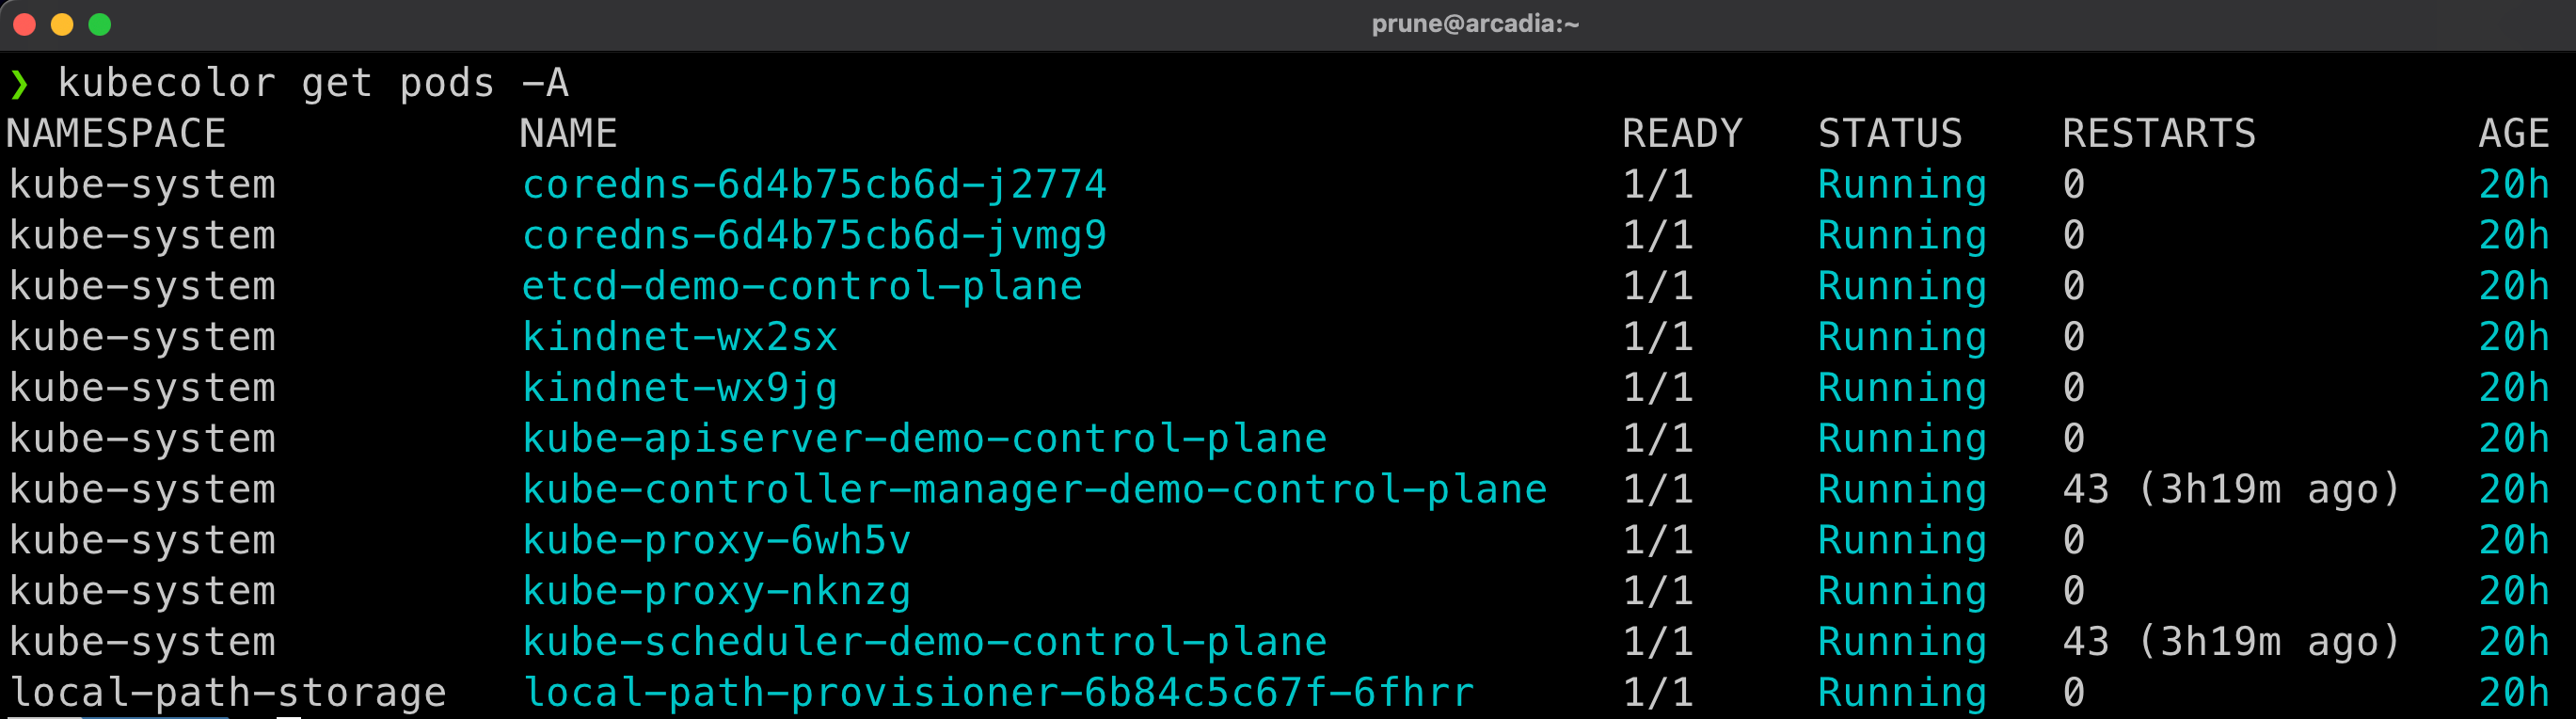 prune@arcadia:~
❯ kubecolor get pods -A
NAMESPACE NAME READY STATUS RESTARTS AGE
kube-system coredns-6d4b75cb6d-j2774 1/1 Running 0 20h
kube-system coredns-6d4b75cb6d-jvmg9 1/1 Running 0 20h
kube-system etcd-demo-control-plane 1/1 Running 0 20h
kube-system kindnet-wx2sx 1/1 Running 0 20h
kube-system kindnet-wx9jg 1/1 Running 0 20h
kube-system kube-apiserver-demo-control-plane 1/1 Running 0 20h
kube-system kube-controller-manager-demo-control-plane 1/1 Running 43 (3h19m ago) 20h
kube-system kube-proxy-6wh5v 1/1 Running 0 20h
kube-system kube-proxy-nknzg 1/1 Running 0 20h
kube-system kube-scheduler-demo-control-plane 1/1 Running 43 (3h19m ago) 20h
local-path-storage local-path-provisioner-6b84c5c67f-6fhrr 1/1 Running 0 20h